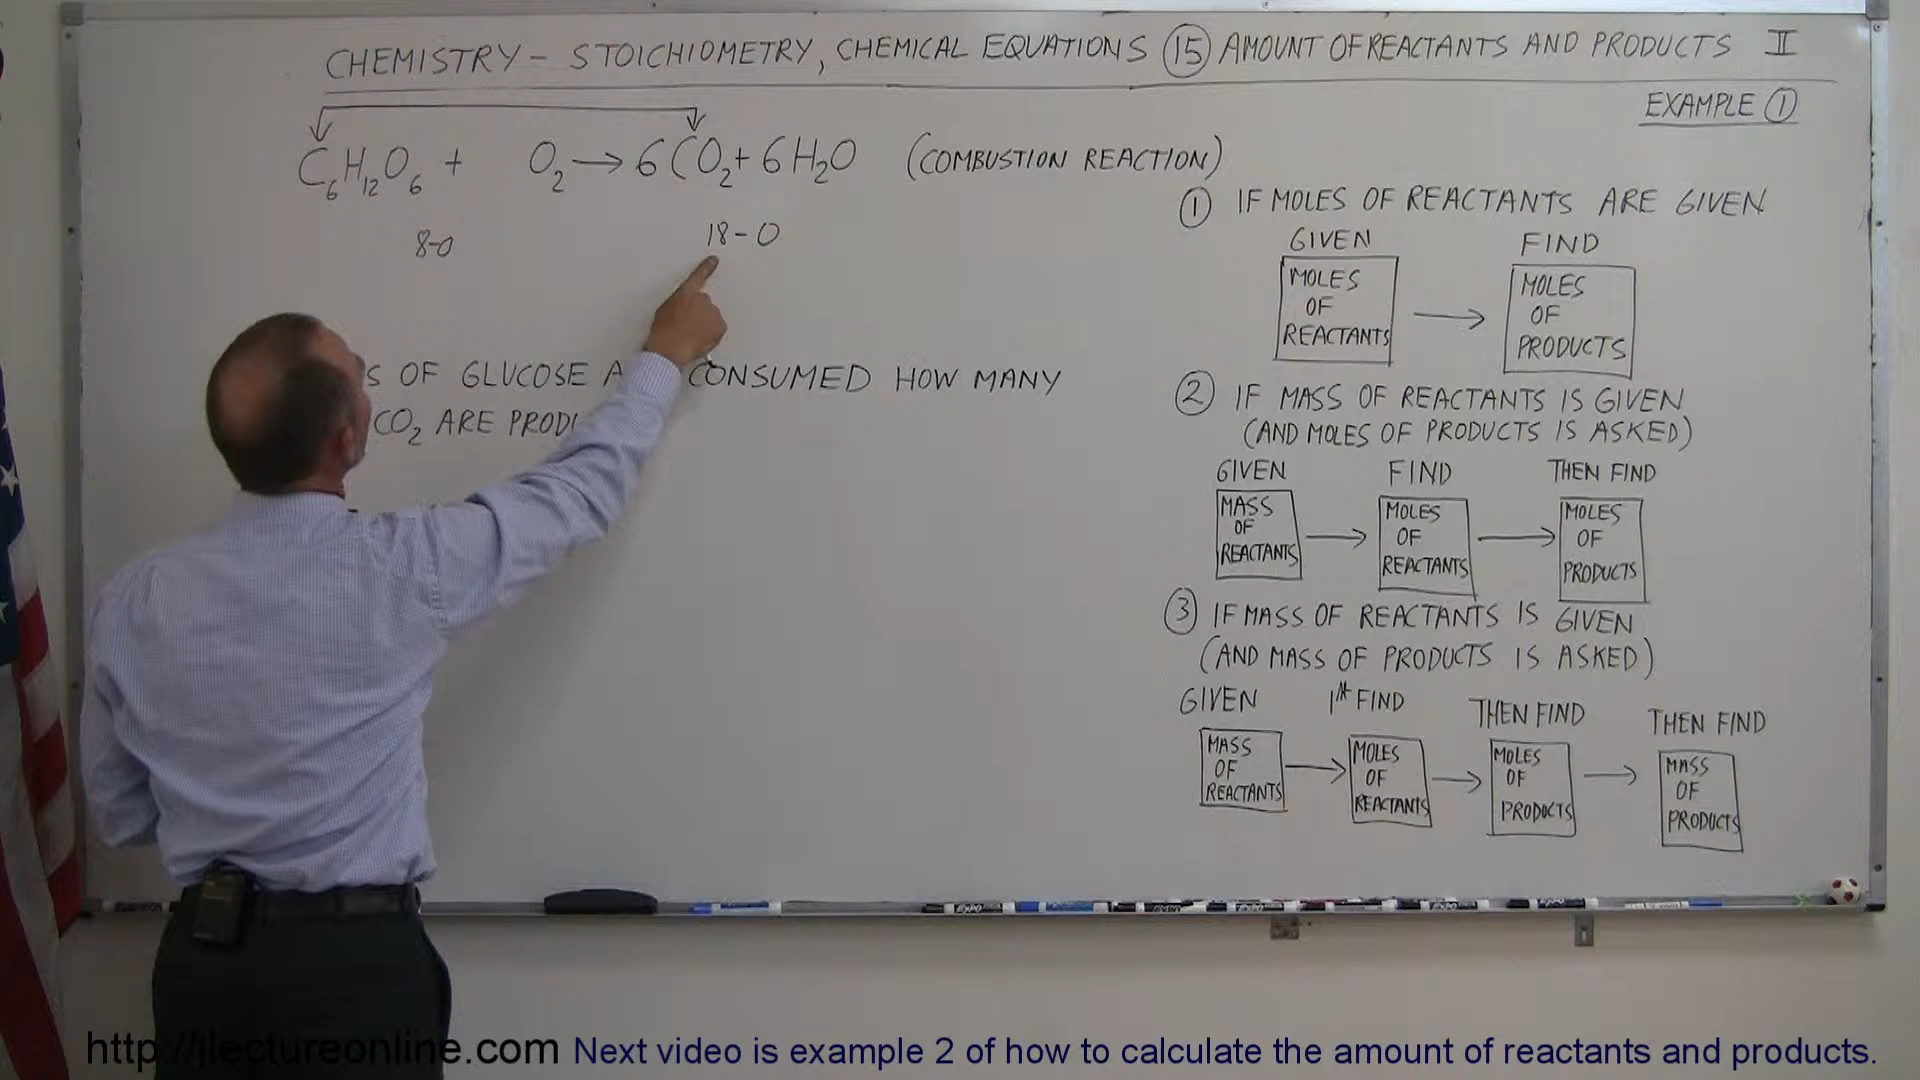 CHEMISTRY – STOICHIOMETRY, CHEMICAL EQUATIONS ⑮ AMOUNT OF REACTANTS AND PRODUCTS II
EXAMPLE ①
C₆H₁₂O₆ + O₂ → 6CO₂ + 6H₂O (COMBUSTION REACTION)
8-O 18-O
S OF GLUCOSE A CONSUMED HOW MANY
CO₂ ARE PRODU
① IF MOLES OF REACTANTS ARE GIVEN
GIVEN FIND
MOLES OF REACTANTS → MOLES OF PRODUCTS
② IF MASS OF REACTANTS IS GIVEN
(AND MOLES OF PRODUCTS IS ASKED)
GIVEN FIND THEN FIND
MASS OF REACTANTS → MOLES OF REACTANTS → MOLES OF PRODUCTS
③ IF MASS OF REACTANTS IS GIVEN
(AND MASS OF PRODUCTS IS ASKED)
GIVEN 1st FIND THEN FIND THEN FIND
MASS OF REACTANTS → MOLES OF REACTANTS → MOLES OF PRODUCTS → MASS OF PRODUCTS
EXPO
http://ilectureonline.com Next video is example 2 of how to calculate the amount of reactants and products.